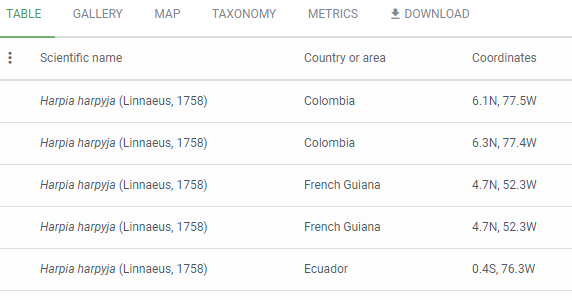 TABLE GALLERY MAP TAXONOMY METRICS DOWNLOAD
Scientific name Country or area Coordinates
Harpia harpyja (Linnaeus, 1758) Colombia 6.1N, 77.5W
Harpia harpyja (Linnaeus, 1758) Colombia 6.3N, 77.4W
Harpia harpyja (Linnaeus, 1758) French Guiana 4.7N, 52.3W
Harpia harpyja (Linnaeus, 1758) French Guiana 4.7N, 52.3W
Harpia harpyja (Linnaeus, 1758) Ecuador 0.4S, 76.3W